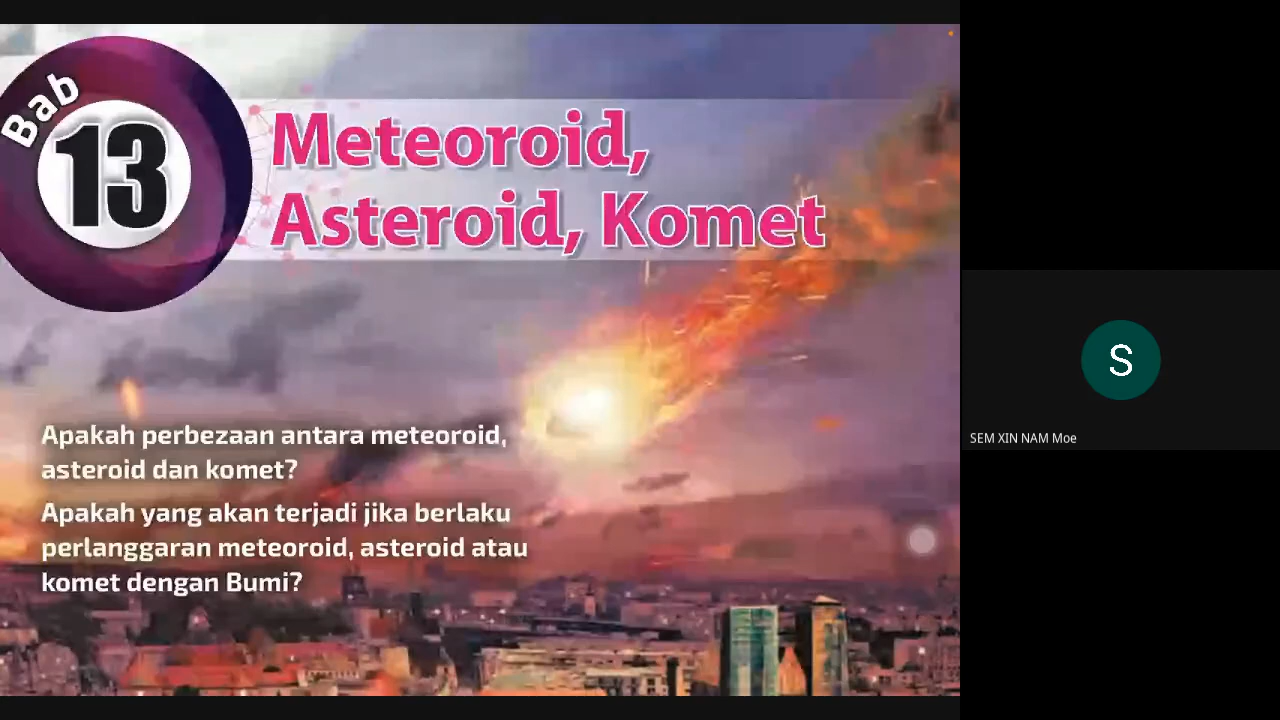 Bab
13
Meteoroid,
Asteroid, Komet
Apakah perbezaan antara meteoroid,
asteroid dan komet?
Apakah yang akan terjadi jika berlaku
perlanggaran meteoroid, asteroid atau
komet dengan Bumi?
S
SEM XIN NAM Moe